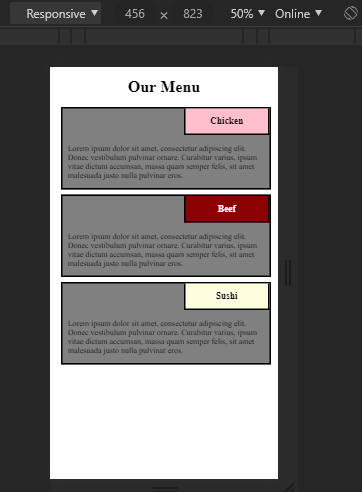 Responsive 456 × 823 50% Online
Our Menu
Chicken
Lorem ipsum dolor sit amet, consectetur adipiscing elit.
Donec vestibulum pulvinar ornare. Curabitur varius, ipsum
vitae dictum accumsan, massa quam semper felis, sit amet
malesuada justo nulla pulvinar eros.
Beef
Lorem ipsum dolor sit amet, consectetur adipiscing elit.
Donec vestibulum pulvinar ornare. Curabitur varius, ipsum
vitae dictum accumsan, massa quam semper felis, sit amet
malesuada justo nulla pulvinar eros.
Sushi
Lorem ipsum dolor sit amet, consectetur adipiscing elit.
Donec vestibulum pulvinar ornare. Curabitur varius, ipsum
vitae dictum accumsan, massa quam semper felis, sit amet
malesuada justo nulla pulvinar eros.